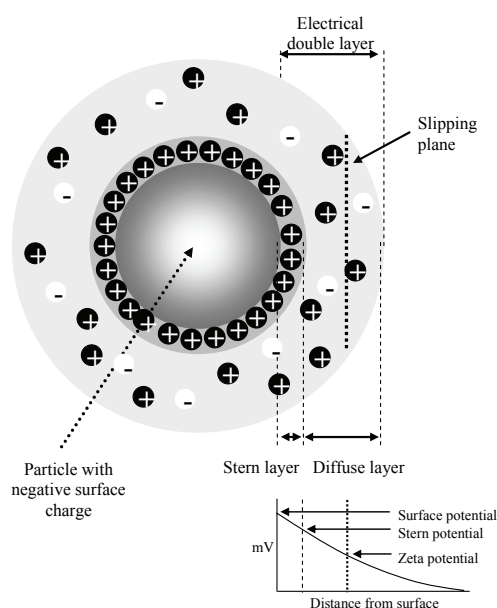 Electrical
double layer
Slipping
plane
Stern layer
Diffuse layer
Particle with
negative surface
charge
Surface potential
Stern potential
mV
Zeta potential
Distance from surface